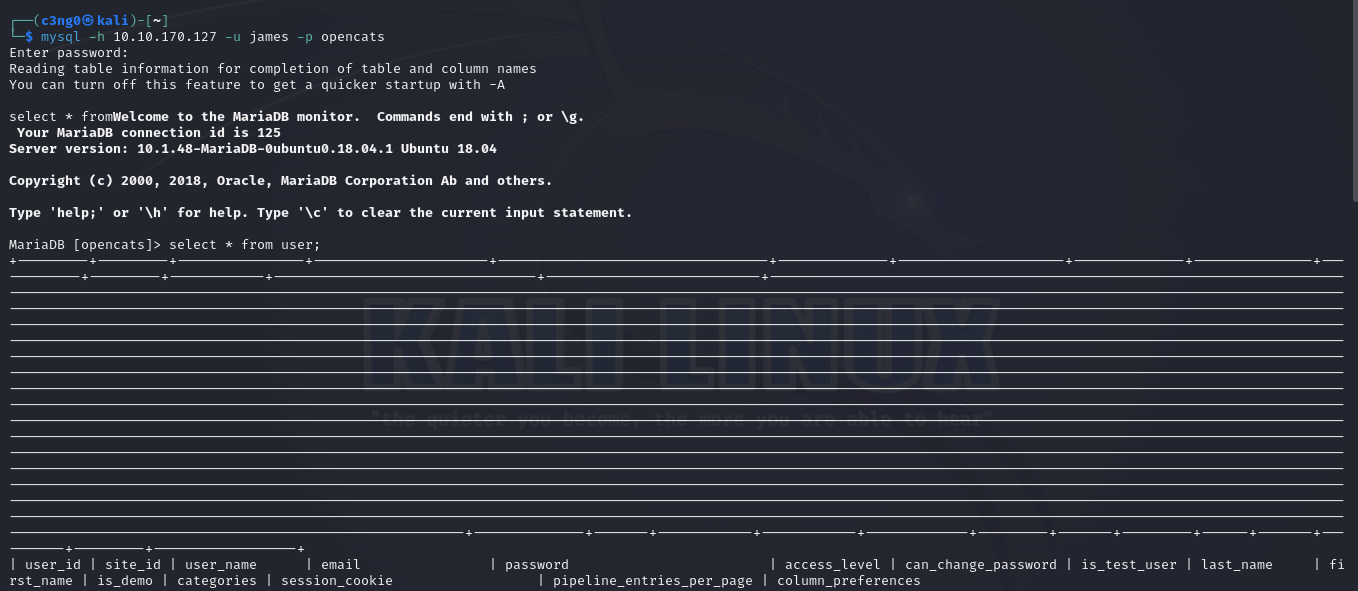 ┌──(c3ng0㉿kali)-[~]
└─$ mysql -h 10.10.170.127 -u james -p opencats
Enter password:
Reading table information for completion of table and column names
You can turn off this feature to get a quicker startup with -A
select * fromWelcome to the MariaDB monitor.  Commands end with ; or \g.
Your MariaDB connection id is 125
Server version: 10.1.48-MariaDB-0ubuntu0.18.04.1 Ubuntu 18.04
Copyright (c) 2000, 2018, Oracle, MariaDB Corporation Ab and others.
Type 'help;' or '\h' for help. Type '\c' to clear the current input statement.
MariaDB [opencats]> select * from user;
KALI LINUX
"the quieter you become, the more you are able to hear"
| user_id | site_id | user_name | email | password | access_level | can_change_password | is_test_user | last_name | fi
rst_name | is_demo | categories | session_cookie | pipeline_entries_per_page | column_preferences